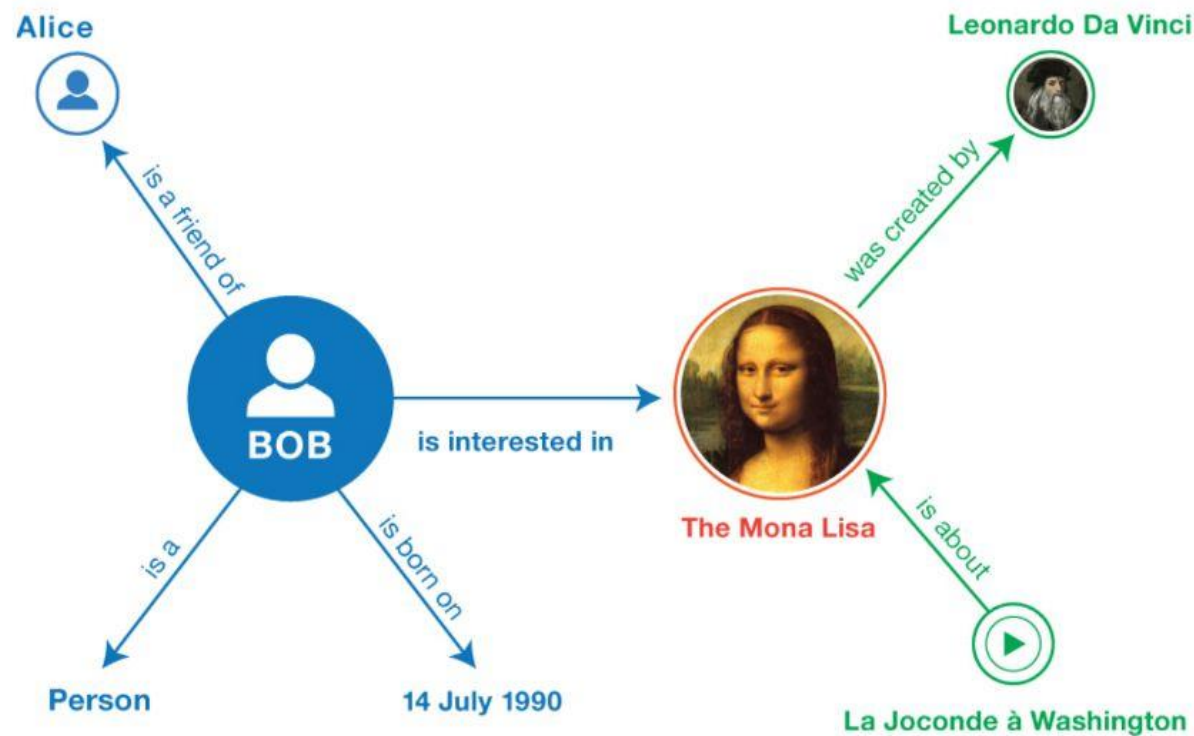 Alice
Leonardo Da Vinci
is a friend of
was created by
BOB
is interested in
The Mona Lisa
is a
is born on
is about
Person
14 July 1990
La Joconde à Washington